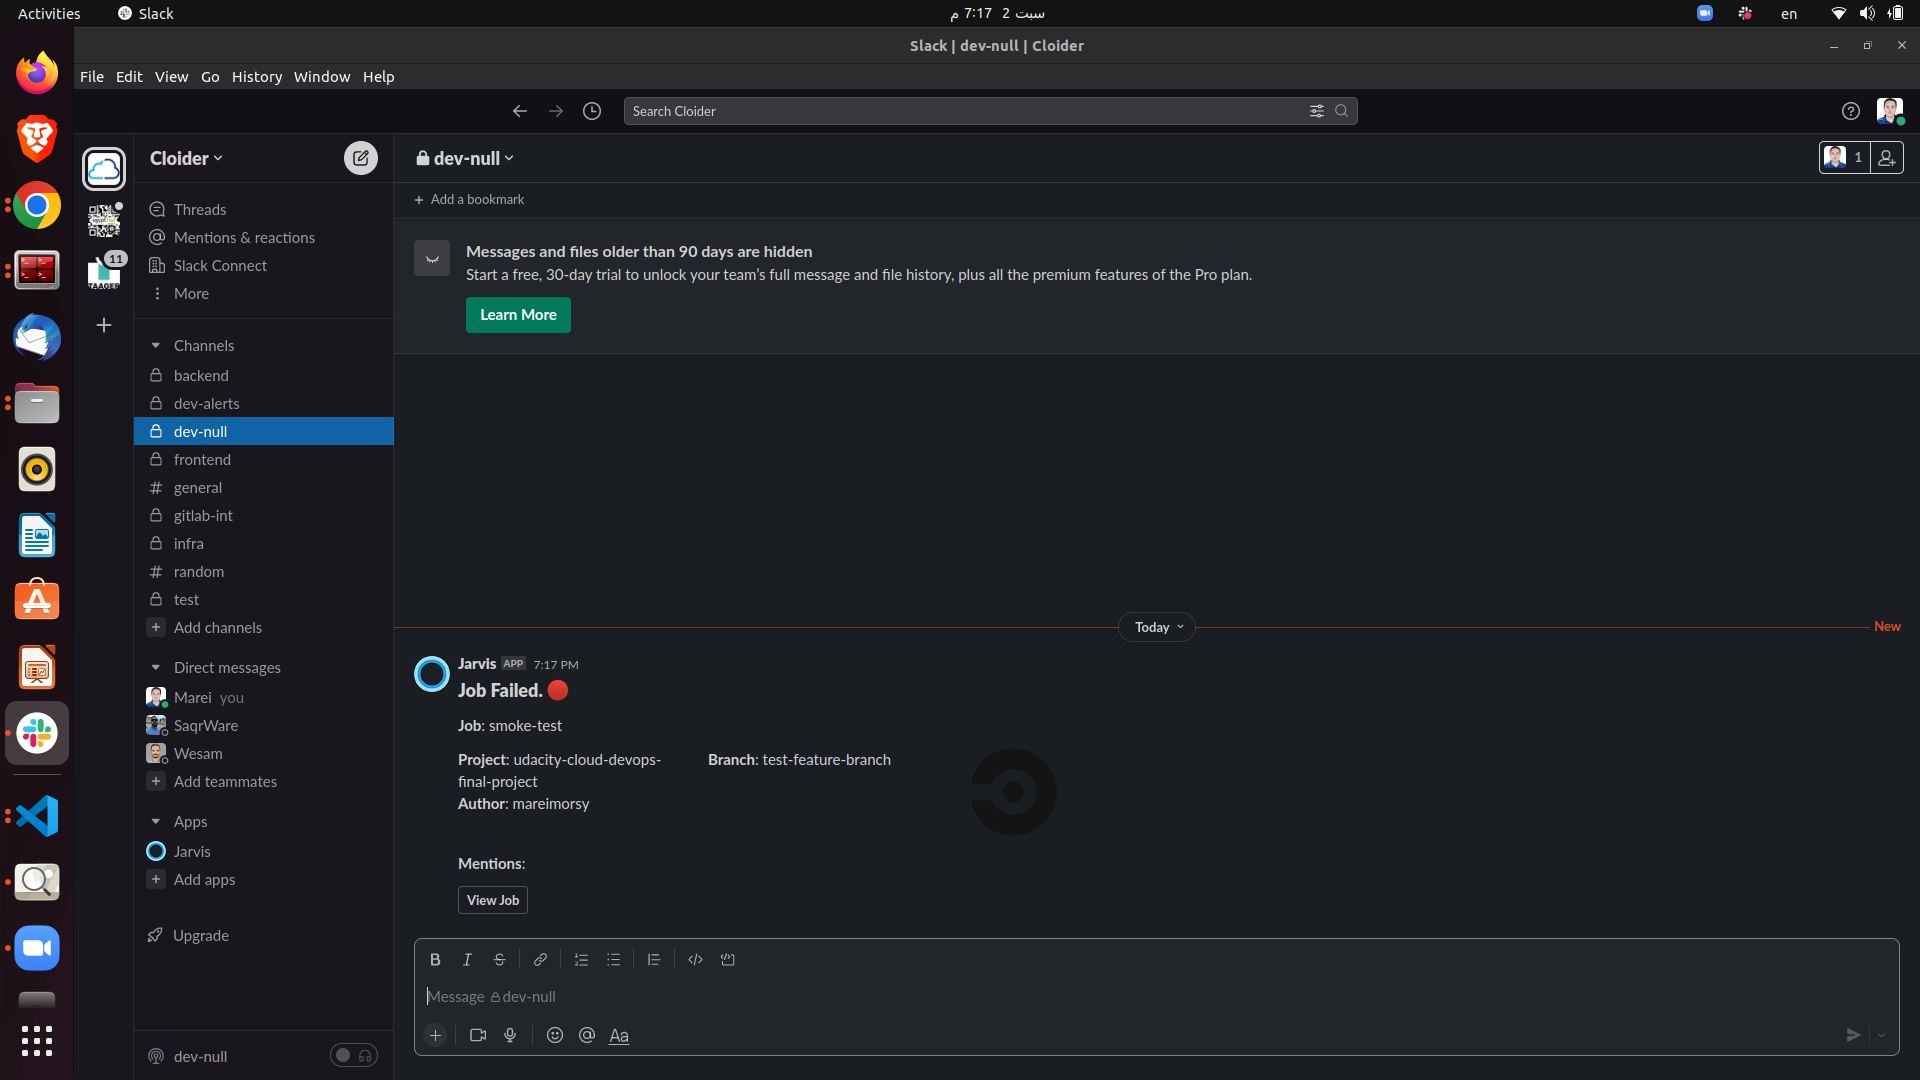 Activities
Slack
سبت 2 7:17 م
en
Slack | dev-null | Cloider
File Edit View Go History Window Help
Search Cloider
11
Cloider
Threads
Mentions & reactions
Slack Connect
More
Channels
backend
dev-alerts
dev-null
frontend
general
gitlab-int
infra
random
test
Add channels
Direct messages
Marei you
SaqrWare
Wesam
Add teammates
Apps
Jarvis
Add apps
Upgrade
dev-null
dev-null
1
Add a bookmark
Messages and files older than 90 days are hidden
Start a free, 30-day trial to unlock your team’s full message and file history, plus all the premium features of the Pro plan.
Learn More
Today
New
Jarvis APP 7:17 PM
Job Failed.
Job: smoke-test
Project: udacity-cloud-devops-
final-project
Branch: test-feature-branch
Author: mareimorsy
Mentions:
View Job
Message dev-null
Aa